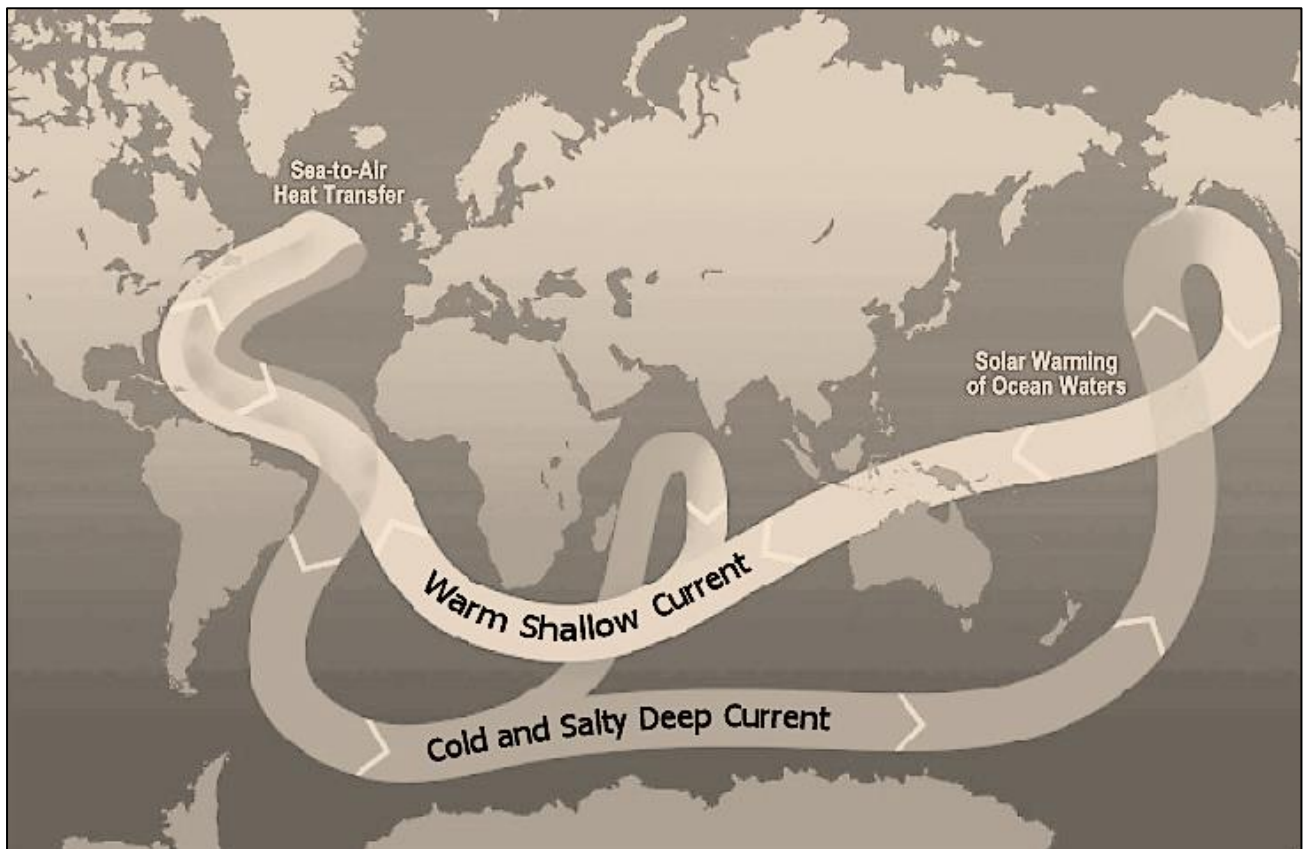 Sea-to-Air
Heat Transfer
Solar Warming
of Ocean Waters
Warm Shallow Current
Cold and Salty Deep Current